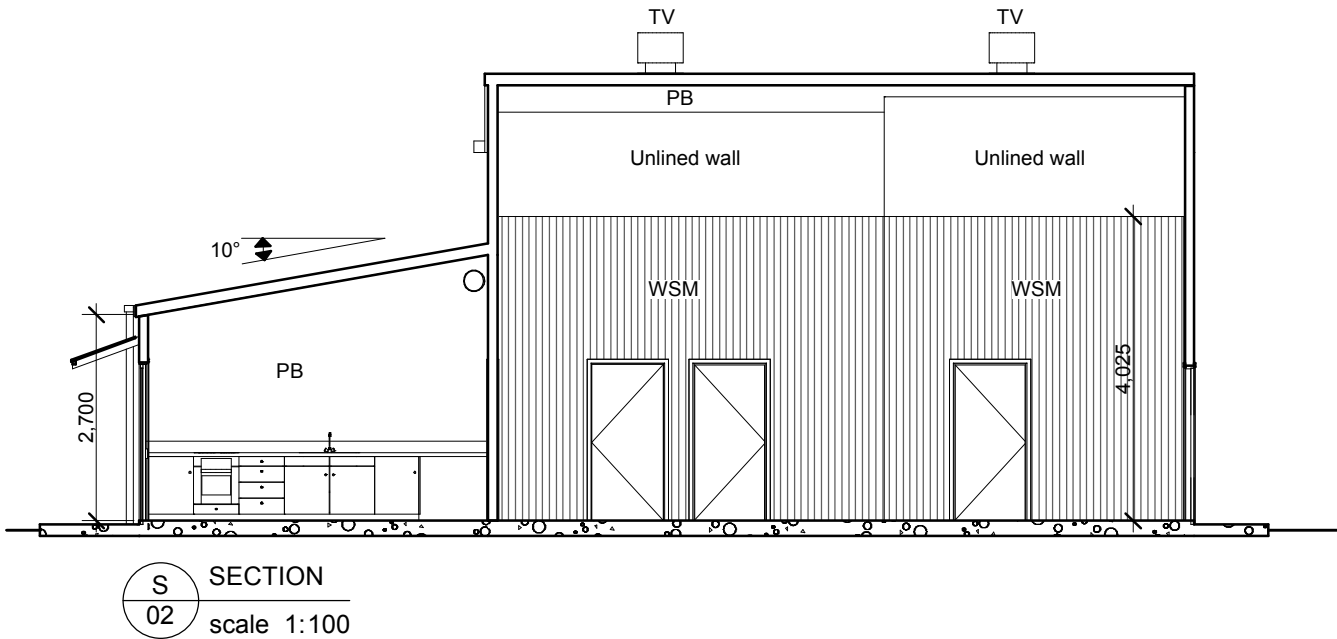 TV
TV
PB
Unlined wall
Unlined wall
10°
WSM
WSM
4,025
PB
2,700
S
02
SECTION
scale 1:100